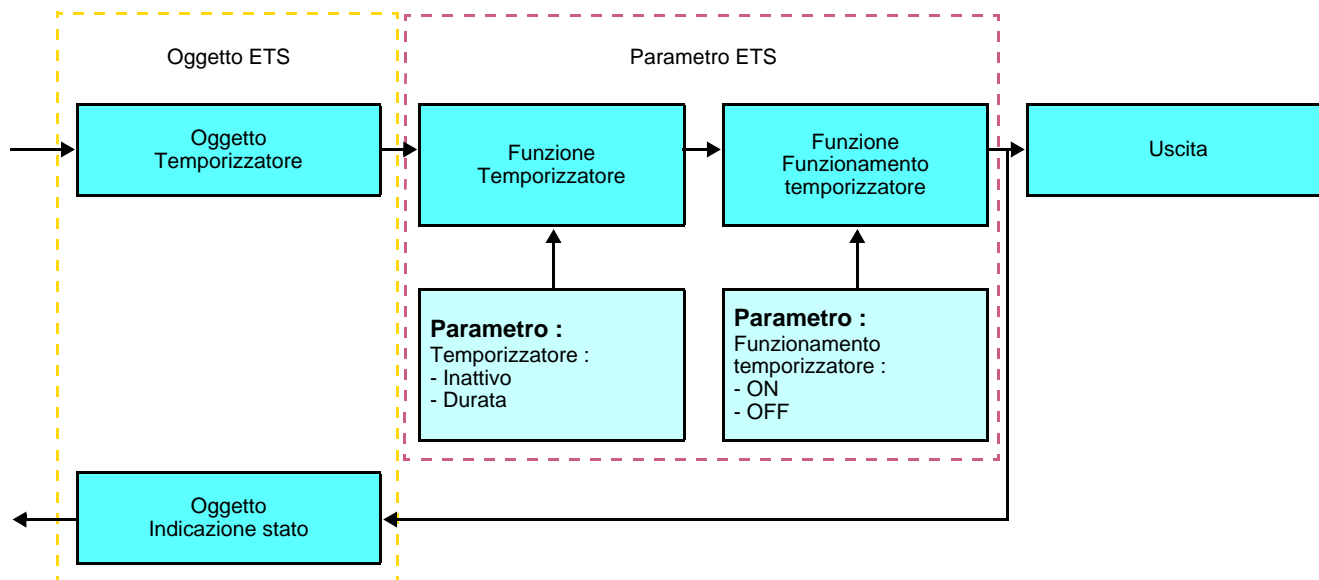 Oggetto ETS
Parametro ETS
Oggetto
Temporizzatore
Funzione
Temporizzatore
Funzione
Funzionamento
temporizzatore
Uscita
Parametro :
Temporizzatore :
- Inattivo
- Durata
Parametro :
Funzionamento
temporizzatore :
- ON
- OFF
Oggetto
Indicazione stato